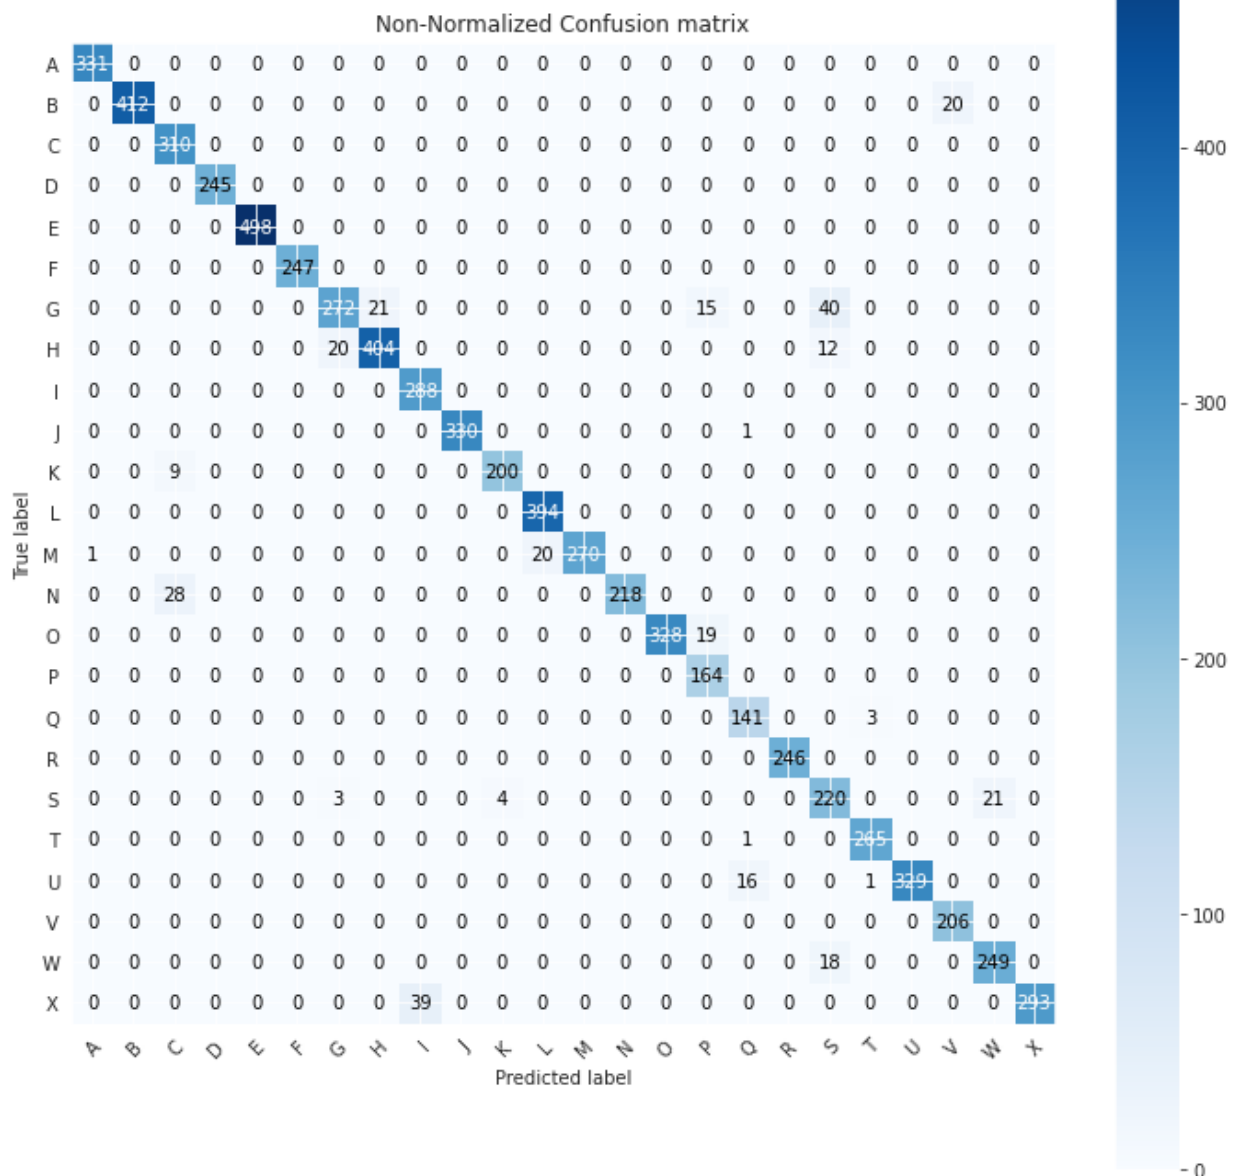 Non-Normalized Confusion matrix
A 331 0 0 0 0 0 0 0 0 0 0 0 0 0 0 0 0 0 0 0 0 0 0 0
B 0 412 0 0 0 0 0 0 0 0 0 0 0 0 0 0 0 0 0 0 0 20 0 0
C 0 0 310 0 0 0 0 0 0 0 0 0 0 0 0 0 0 0 0 0 0 0 0 0
D 0 0 0 245 0 0 0 0 0 0 0 0 0 0 0 0 0 0 0 0 0 0 0 0
E 0 0 0 0 498 0 0 0 0 0 0 0 0 0 0 0 0 0 0 0 0 0 0 0
F 0 0 0 0 0 247 0 0 0 0 0 0 0 0 0 0 0 0 0 0 0 0 0 0
G 0 0 0 0 0 0 272 21 0 0 0 0 0 0 0 15 0 0 40 0 0 0 0 0
H 0 0 0 0 0 0 20 404 0 0 0 0 0 0 0 0 0 0 12 0 0 0 0 0
I 0 0 0 0 0 0 0 0 288 0 0 0 0 0 0 0 0 0 0 0 0 0 0 0
J 0 0 0 0 0 0 0 0 0 330 0 0 0 0 0 0 1 0 0 0 0 0 0 0
K 0 0 9 0 0 0 0 0 0 0 200 0 0 0 0 0 0 0 0 0 0 0 0 0
L 0 0 0 0 0 0 0 0 0 0 0 394 0 0 0 0 0 0 0 0 0 0 0 0
M 1 0 0 0 0 0 0 0 0 0 0 20 270 0 0 0 0 0 0 0 0 0 0 0
N 0 0 28 0 0 0 0 0 0 0 0 0 0 218 0 0 0 0 0 0 0 0 0 0
O 0 0 0 0 0 0 0 0 0 0 0 0 0 0 328 19 0 0 0 0 0 0 0 0
P 0 0 0 0 0 0 0 0 0 0 0 0 0 0 0 164 0 0 0 0 0 0 0 0
Q 0 0 0 0 0 0 0 0 0 0 0 0 0 0 0 0 141 0 0 3 0 0 0 0
R 0 0 0 0 0 0 0 0 0 0 0 0 0 0 0 0 0 246 0 0 0 0 0 0
S 0 0 0 0 0 0 3 0 0 0 4 0 0 0 0 0 0 0 220 0 0 0 21 0
T 0 0 0 0 0 0 0 0 0 0 0 0 0 0 0 0 1 0 0 265 0 0 0 0
U 0 0 0 0 0 0 0 0 0 0 0 0 0 0 0 0 16 0 0 1 329 0 0 0
V 0 0 0 0 0 0 0 0 0 0 0 0 0 0 0 0 0 0 0 0 0 206 0 0
W 0 0 0 0 0 0 0 0 0 0 0 0 0 0 0 0 0 0 18 0 0 0 249 0
X 0 0 0 0 0 0 0 0 39 0 0 0 0 0 0 0 0 0 0 0 0 0 0 293
A B C D E F G H I J K L M N O P Q R S T U V W X
Predicted label
True label
400
300
200
100
0